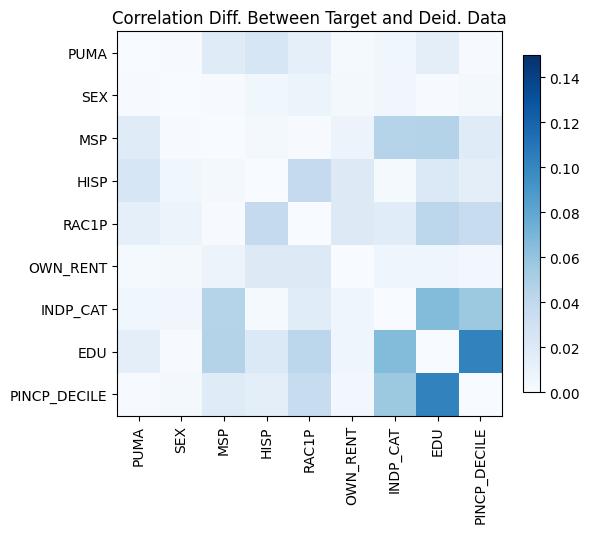 Correlation Diff. Between Target and Deid. Data
PUMA
SEX
MSP
HISP
RAC1P
OWN_RENT
INDP_CAT
EDU
PINCP_DECILE
PUMA
SEX
MSP
HISP
RAC1P
OWN_RENT
INDP_CAT
EDU
PINCP_DECILE
0.14
0.12
0.10
0.08
0.06
0.04
0.02
0.00